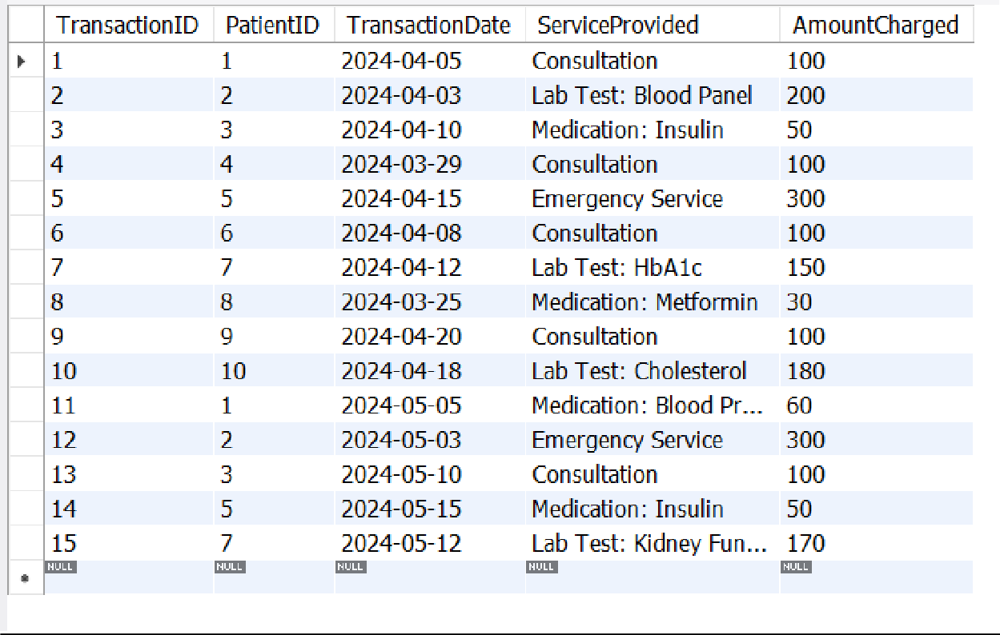 TransactionID PatientID TransactionDate ServiceProvided AmountCharged
1 1 2024-04-05 Consultation 100
2 2 2024-04-03 Lab Test: Blood Panel 200
3 3 2024-04-10 Medication: Insulin 50
4 4 2024-03-29 Consultation 100
5 5 2024-04-15 Emergency Service 300
6 6 2024-04-08 Consultation 100
7 7 2024-04-12 Lab Test: HbA1c 150
8 8 2024-03-25 Medication: Metformin 30
9 9 2024-04-20 Consultation 100
10 10 2024-04-18 Lab Test: Cholesterol 180
11 1 2024-05-05 Medication: Blood Pr... 60
12 2 2024-05-03 Emergency Service 300
13 3 2024-05-10 Consultation 100
14 5 2024-05-15 Medication: Insulin 50
15 7 2024-05-12 Lab Test: Kidney Fun... 170
NULL NULL NULL NULL NULL